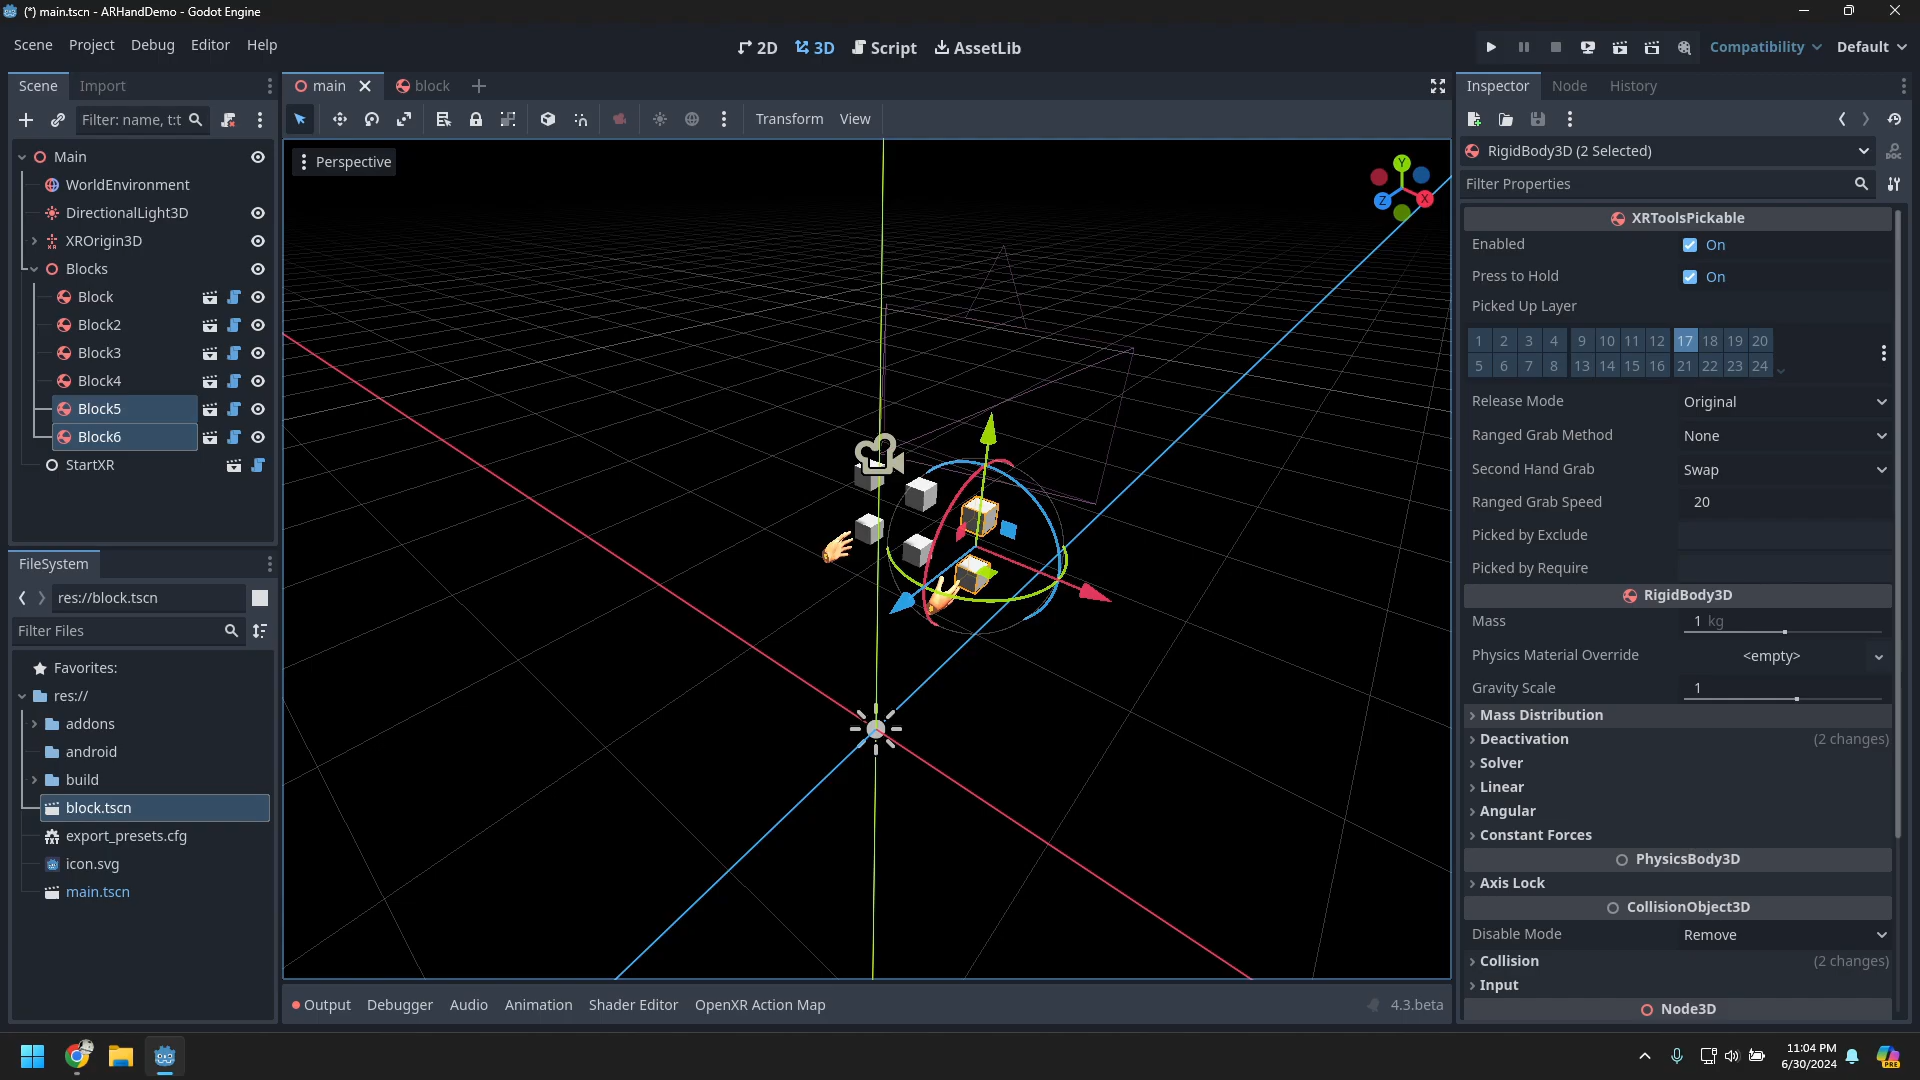 (*) main.tscn - ARHandDemo - Godot Engine
Scene Project Debug Editor Help
2D 3D Script AssetLib
Compatibility Default
Scene Import
Filter: name, t:t
Main
WorldEnvironment
DirectionalLight3D
XROrigin3D
Blocks
Block
Block2
Block3
Block4
Block5
Block6
StartXR
FileSystem
res://block.tscn
Filter Files
Favorites:
res://
addons
android
build
block.tscn
export_presets.cfg
icon.svg
main.tscn
main block
Transform View
Perspective
Y
X
Z
Output Debugger Audio Animation Shader Editor OpenXR Action Map
4.3.beta
Inspector Node History
RigidBody3D (2 Selected)
DOC
Filter Properties
XRToolsPickable
Enabled On
Press to Hold On
Picked Up Layer
1 2 3 4 9 10 11 12 17 18 19 20
5 6 7 8 13 14 15 16 21 22 23 24
Release Mode Original
Ranged Grab Method None
Second Hand Grab Swap
Ranged Grab Speed 20
Picked by Exclude
Picked by Require
RigidBody3D
Mass 1 kg
Physics Material Override <empty>
Gravity Scale 1
Mass Distribution
Deactivation (2 changes)
Solver
Linear
Angular
Constant Forces
PhysicsBody3D
Axis Lock
CollisionObject3D
Disable Mode Remove
Collision (2 changes)
Input
Node3D
11:04 PM
6/30/2024
PRE